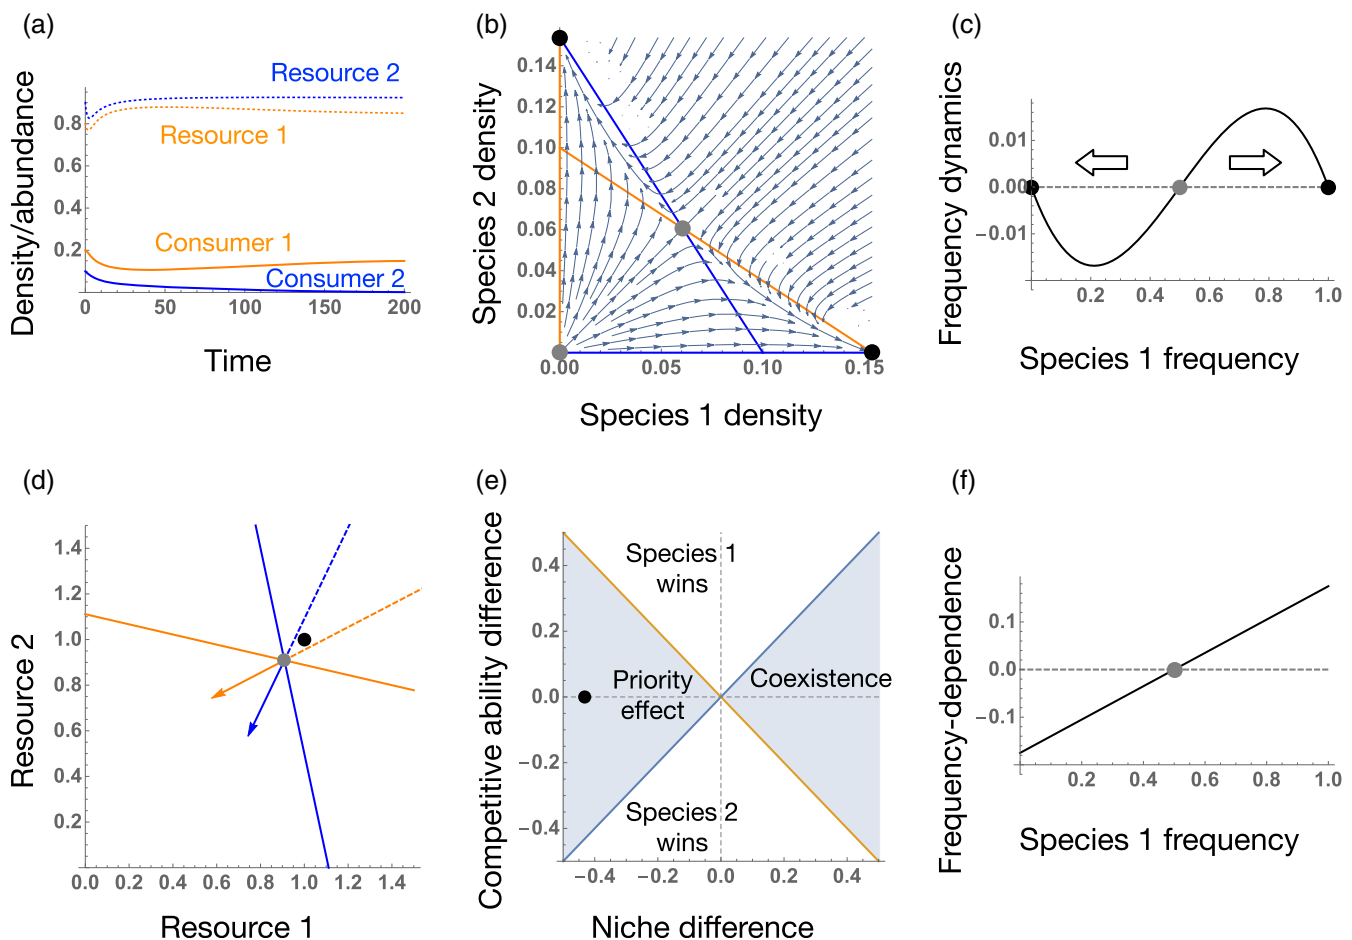 (a)
Density/abundance
0.8
0.6
0.4
0.2
Resource 2
Resource 1
Consumer 1
Consumer 2
0 50 100 150 200
Time
(b)
Species 2 density
0.14
0.12
0.10
0.08
0.06
0.04
0.02
0.00 0.05 0.10 0.15
Species 1 density
(c)
Frequency dynamics
0.01
0.00
−0.01
0.2 0.4 0.6 0.8 1.0
Species 1 frequency
(d)
Resource 2
1.4
1.2
1.0
0.8
0.6
0.4
0.2
0.0 0.2 0.4 0.6 0.8 1.0 1.2 1.4
Resource 1
(e)
Competitive ability difference
0.4
0.2
0.0
−0.2
−0.4
Species 1
wins
Priority
effect
Coexistence
Species 2
wins
−0.4 −0.2 0.0 0.2 0.4
Niche difference
(f)
Frequency-dependence
0.1
0.0
−0.1
0.2 0.4 0.6 0.8 1.0
Species 1 frequency